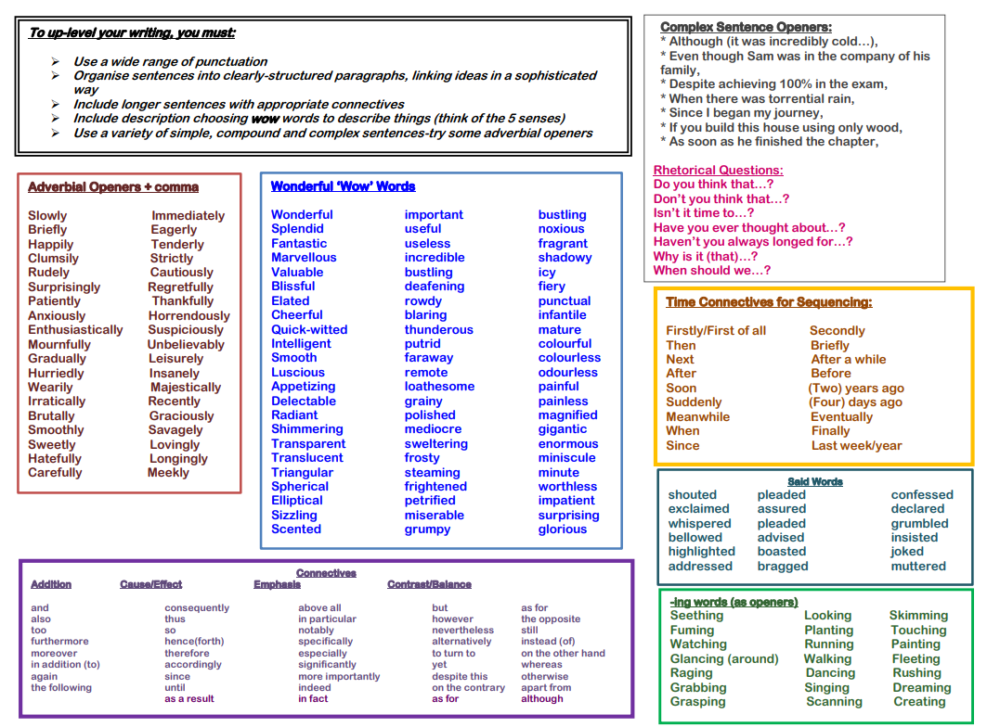 To up-level your writing, you must:
➢ Use a wide range of punctuation
➢ Organise sentences into clearly-structured paragraphs, linking ideas in a sophisticated
way
➢ Include longer sentences with appropriate connectives
➢ Include description choosing wow words to describe things (think of the 5 senses)
➢ Use a variety of simple, compound and complex sentences-try some adverbial openers
Complex Sentence Openers:
* Although (it was incredibly cold…),
* Even though Sam was in the company of his
family,
* Despite achieving 100% in the exam,
* When there was torrential rain,
* Since I began my journey,
* If you build this house using only wood,
* As soon as he finished the chapter,
Rhetorical Questions:
Do you think that…?
Don't you think that…?
Isn't it time to…?
Have you ever thought about…?
Haven't you always longed for…?
Why is it (that)…?
When should we…?
Adverbial Openers + comma
Slowly Immediately
Briefly Eagerly
Happily Tenderly
Clumsily Strictly
Rudely Cautiously
Surprisingly Regretfully
Patiently Thankfully
Anxiously Horrendously
Enthusiastically Suspiciously
Mournfully Unbelievably
Gradually Leisurely
Hurriedly Insanely
Wearily Majestically
Irratically Recently
Brutally Graciously
Smoothly Savagely
Sweetly Lovingly
Hatefully Longingly
Carefully Meekly
Wonderful 'Wow' Words
Wonderful important bustling
Splendid useful noxious
Fantastic useless fragrant
Marvellous incredible shadowy
Valuable bustling icy
Blissful deafening fiery
Elated rowdy punctual
Cheerful blaring infantile
Quick-witted thunderous mature
Intelligent putrid colourful
Smooth faraway colourless
Luscious remote odourless
Appetizing loathesome painful
Delectable grainy painless
Radiant polished magnified
Shimmering mediocre gigantic
Transparent sweltering enormous
Translucent frosty miniscule
Triangular steaming minute
Spherical frightened worthless
Elliptical petrified impatient
Sizzling miserable surprising
Scented grumpy glorious
Time Connectives for Sequencing:
Firstly/First of all Secondly
Then Briefly
Next After a while
After Before
Soon (Two) years ago
Suddenly (Four) days ago
Meanwhile Eventually
When Finally
Since Last week/year
Said Words
shouted pleaded confessed
exclaimed assured declared
whispered pleaded grumbled
bellowed advised insisted
highlighted boasted joked
addressed bragged muttered
Connectives
Addition Cause/Effect Emphasis Contrast/Balance
and consequently above all but as for
also thus in particular however the opposite
too so notably nevertheless still
furthermore hence(forth) specifically alternatively instead (of)
moreover therefore especially to turn to on the other hand
in addition (to) accordingly significantly yet whereas
again since more importantly despite this otherwise
the following until indeed on the contrary apart from
as a result in fact as for although
-ing words (as openers)
Seething Looking Skimming
Fuming Planting Touching
Watching Running Painting
Glancing (around) Walking Fleeting
Raging Dancing Rushing
Grabbing Singing Dreaming
Grasping Scanning Creating